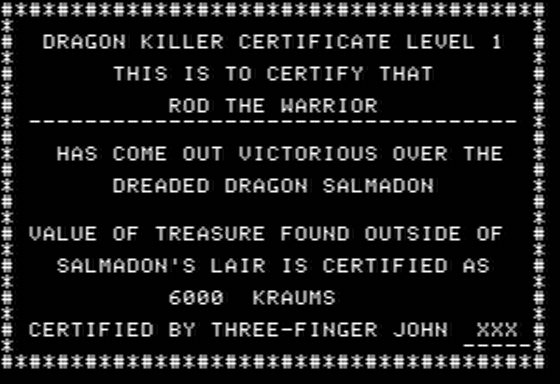 DRAGON KILLER CERTIFICATE LEVEL 1
THIS IS TO CERTIFY THAT
ROD THE WARRIOR
HAS COME OUT VICTORIOUS OVER THE
DREADED DRAGON SALMADON
VALUE OF TREASURE FOUND OUTSIDE OF
SALMADON'S LAIR IS CERTIFIED AS
6000 KRAUMS
CERTIFIED BY THREE-FINGER JOHN XXX